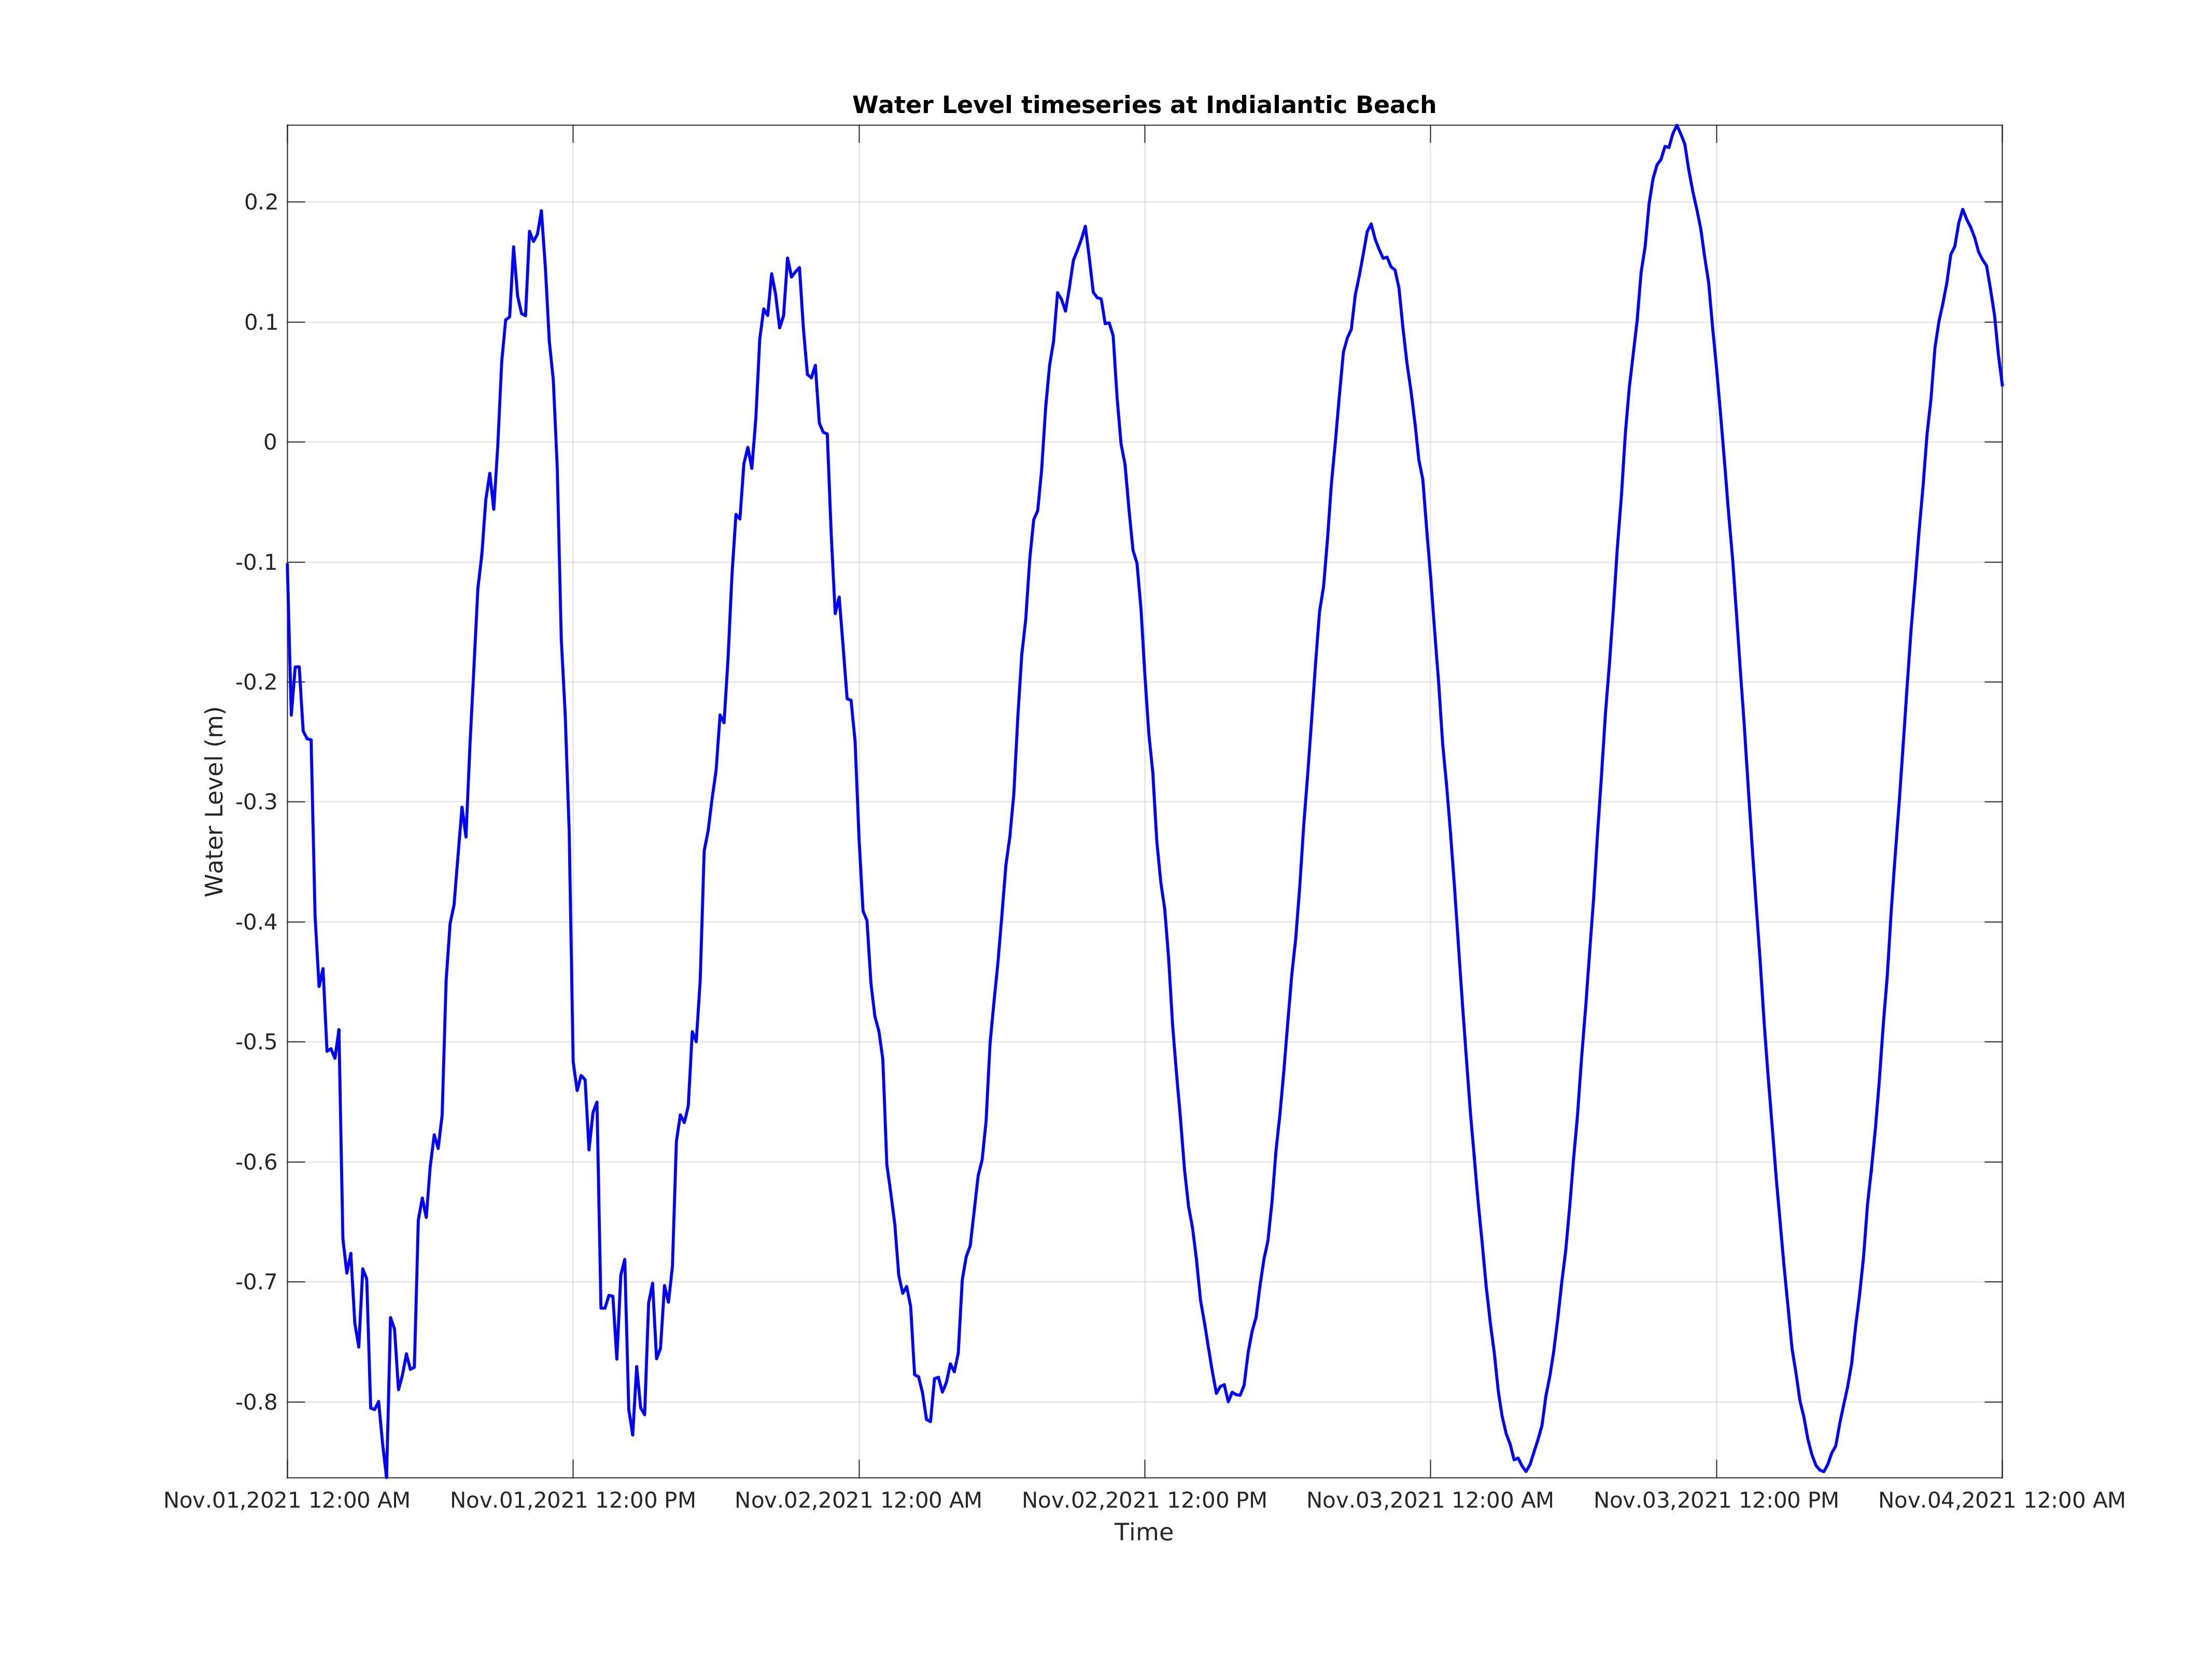 Water Level timeseries at Indialantic Beach
0.2
0.1
0
-0.1
-0.2
-0.3
-0.4
-0.5
-0.6
-0.7
-0.8
Water Level (m)
Nov.01,2021 12:00 AM
Nov.01,2021 12:00 PM
Nov.02,2021 12:00 AM
Nov.02,2021 12:00 PM
Nov.03,2021 12:00 AM
Nov.03,2021 12:00 PM
Nov.04,2021 12:00 AM
Time